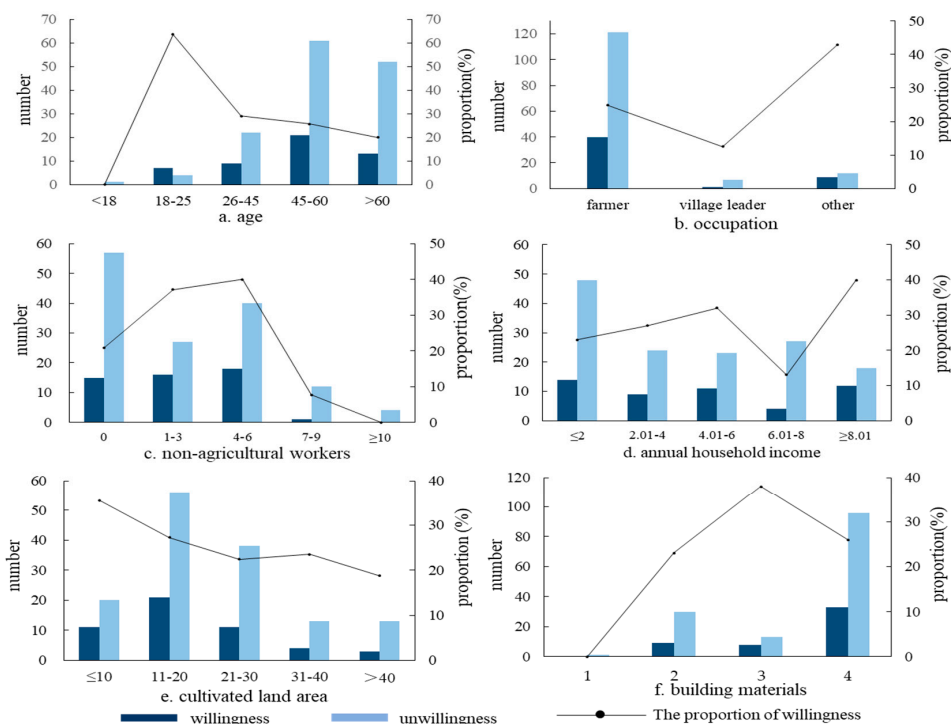 70 70
60 60
50 50
40 40
30 30
20 20
10 10
0 0
number
proportion(%)
<18 18-25 26-45 45-60 >60
a. age
120 50
100 40
80 30
60 20
40 10
20 0
0
number
proportion(%)
farmer village leader other
b. occupation
60 50
50 40
40 30
30 20
20 10
10 0
0
number
proportion(%)
0 1-3 4-6 7-9 ≥10
c. non-agricultural workers
60 50
50 40
40 30
30 20
20 10
10 0
0
number
proportion(%)
≤2 2.01-4 4.01-6 6.01-8 ≥8.01
d. annual household income
60 40
50 30
40 20
30 10
20 0
10
0
number
proportion (%)
≤10 11-20 21-30 31-40 >40
e. cultivated land area
120 40
100 30
80 20
60 10
40 0
20
0
number
proportion(%)
1 2 3 4
f. building materials
willingness unwillingness The proportion of willingness